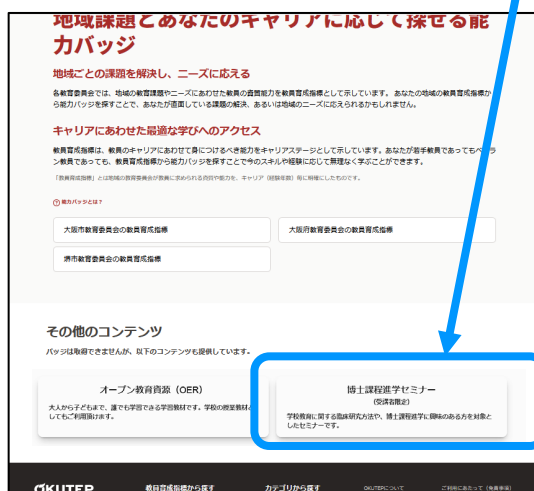 地域課題とあなたのキャリアに応じて探せる能
力バッジ
地域ごとの課題を解決し、ニーズに応える
各教育委員会では、地域の教育課題やニーズにあわせた教員の資質能力を教員育成指標として示しています。 あなたの地域の教員育成指標か
ら能力バッジを探すことで、あなたが直面している課題の解決、あるいは地域のニーズに応えられるかもしれません。
キャリアにあわせた最適な学びへのアクセス
教員育成指標は、教員のキャリアにあわせて身につけるべき能力をキャリアステージとして示しています。あなたが若手教員であってもベテラ
ン教員であっても、教員育成指標から能力バッジを探すことで今のスキルや経験に応じて無理なく学ぶことができます。
「教員育成指標」とは地域の教育委員会が教員に求められる資質や能力を、キャリア（経験年数）毎に明確にしたものです。
? 能力バッジとは？
大阪市教育委員会の教員育成指標
大阪府教育委員会の教員育成指標
堺市教育委員会の教員育成指標
その他のコンテンツ
バッジは取得できませんが、以下のコンテンツも提供しています。
オープン教育資源（OER）
大人から子どもまで、誰でも学習できる学習教材です。学校の授業教材と
してもご利用頂けます。
博士課程進学セミナー
(受講者限定)
学校教育に関する臨床研究方法や、博士課程進学に興味のある方を対象と
したセミナーです。
OKUTEP
教員育成指標から探す
カテゴリから探す
OKUTEPについて
ご利用にあたって（免責事項）